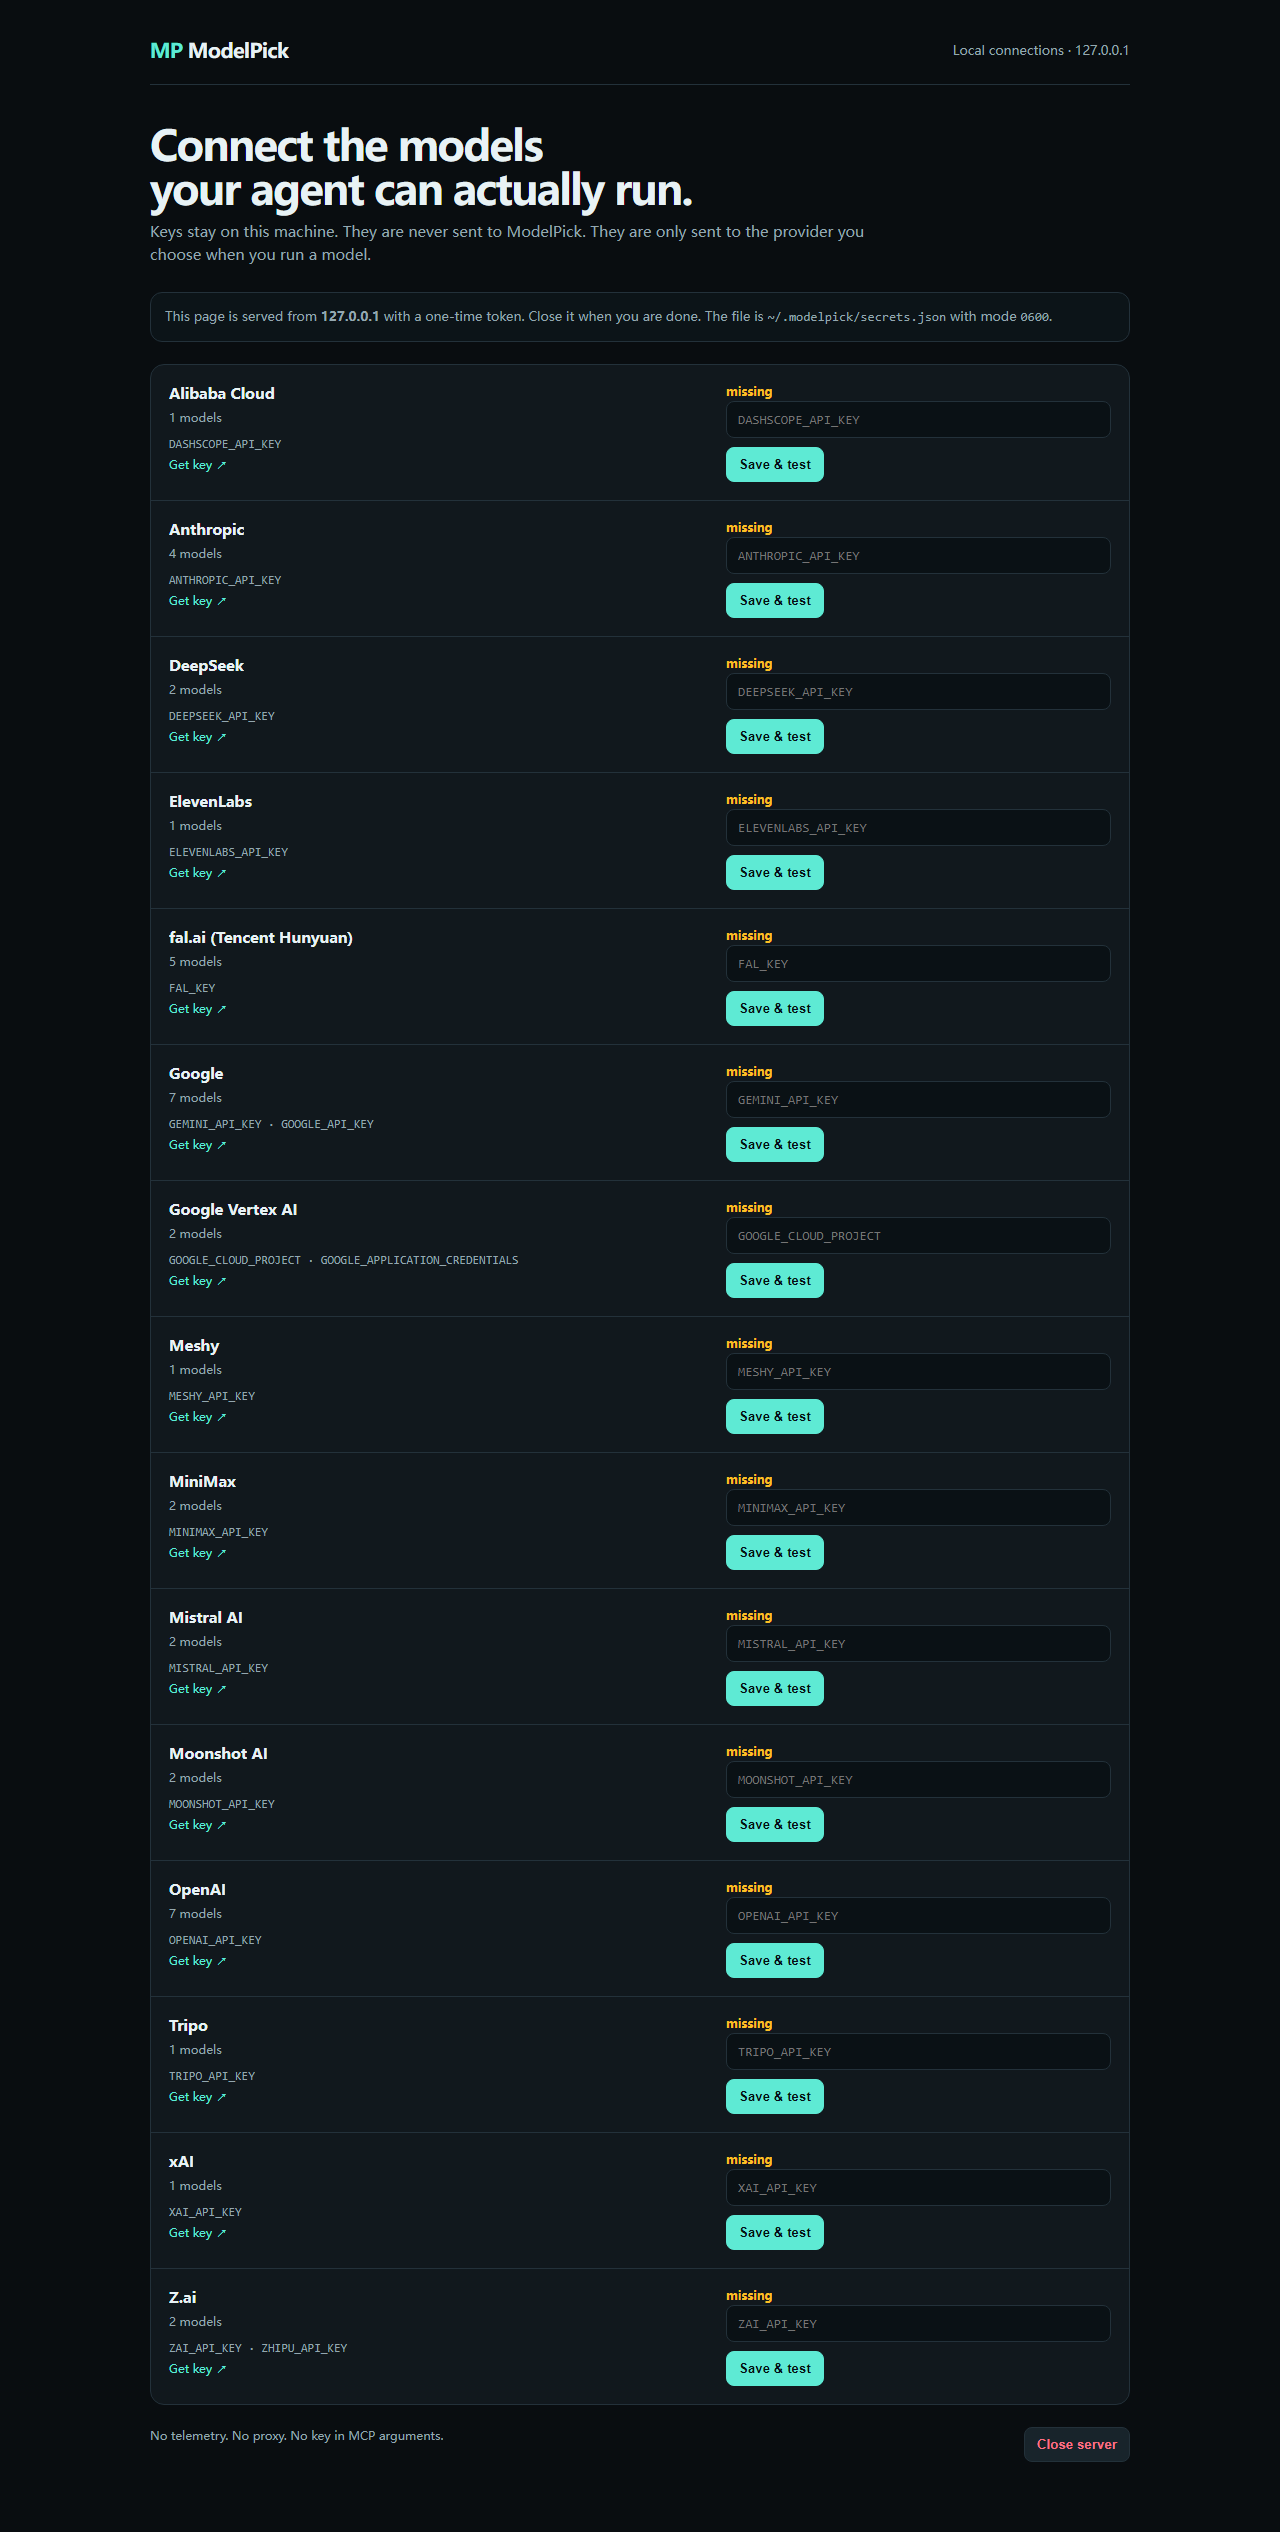 MP ModelPick
Local connections · 127.0.0.1
Connect the models
your agent can actually run.
Keys stay on this machine. They are never sent to ModelPick. They are only sent to the provider you
choose when you run a model.
This page is served from 127.0.0.1 with a one-time token. Close it when you are done. The file is ~/.modelpick/secrets.json with mode 0600.
Alibaba Cloud
1 models
DASHSCOPE_API_KEY
Get key ↗
missing
DASHSCOPE_API_KEY
Save & test
Anthropic
4 models
ANTHROPIC_API_KEY
Get key ↗
missing
ANTHROPIC_API_KEY
Save & test
DeepSeek
2 models
DEEPSEEK_API_KEY
Get key ↗
missing
DEEPSEEK_API_KEY
Save & test
ElevenLabs
1 models
ELEVENLABS_API_KEY
Get key ↗
missing
ELEVENLABS_API_KEY
Save & test
fal.ai (Tencent Hunyuan)
5 models
FAL_KEY
Get key ↗
missing
FAL_KEY
Save & test
Google
7 models
GEMINI_API_KEY · GOOGLE_API_KEY
Get key ↗
missing
GEMINI_API_KEY
Save & test
Google Vertex AI
2 models
GOOGLE_CLOUD_PROJECT · GOOGLE_APPLICATION_CREDENTIALS
Get key ↗
missing
GOOGLE_CLOUD_PROJECT
Save & test
Meshy
1 models
MESHY_API_KEY
Get key ↗
missing
MESHY_API_KEY
Save & test
MiniMax
2 models
MINIMAX_API_KEY
Get key ↗
missing
MINIMAX_API_KEY
Save & test
Mistral AI
2 models
MISTRAL_API_KEY
Get key ↗
missing
MISTRAL_API_KEY
Save & test
Moonshot AI
2 models
MOONSHOT_API_KEY
Get key ↗
missing
MOONSHOT_API_KEY
Save & test
OpenAI
7 models
OPENAI_API_KEY
Get key ↗
missing
OPENAI_API_KEY
Save & test
Tripo
1 models
TRIPO_API_KEY
Get key ↗
missing
TRIPO_API_KEY
Save & test
xAI
1 models
XAI_API_KEY
Get key ↗
missing
XAI_API_KEY
Save & test
Z.ai
2 models
ZAI_API_KEY · ZHIPU_API_KEY
Get key ↗
missing
ZAI_API_KEY
Save & test
No telemetry. No proxy. No key in MCP arguments.
Close server